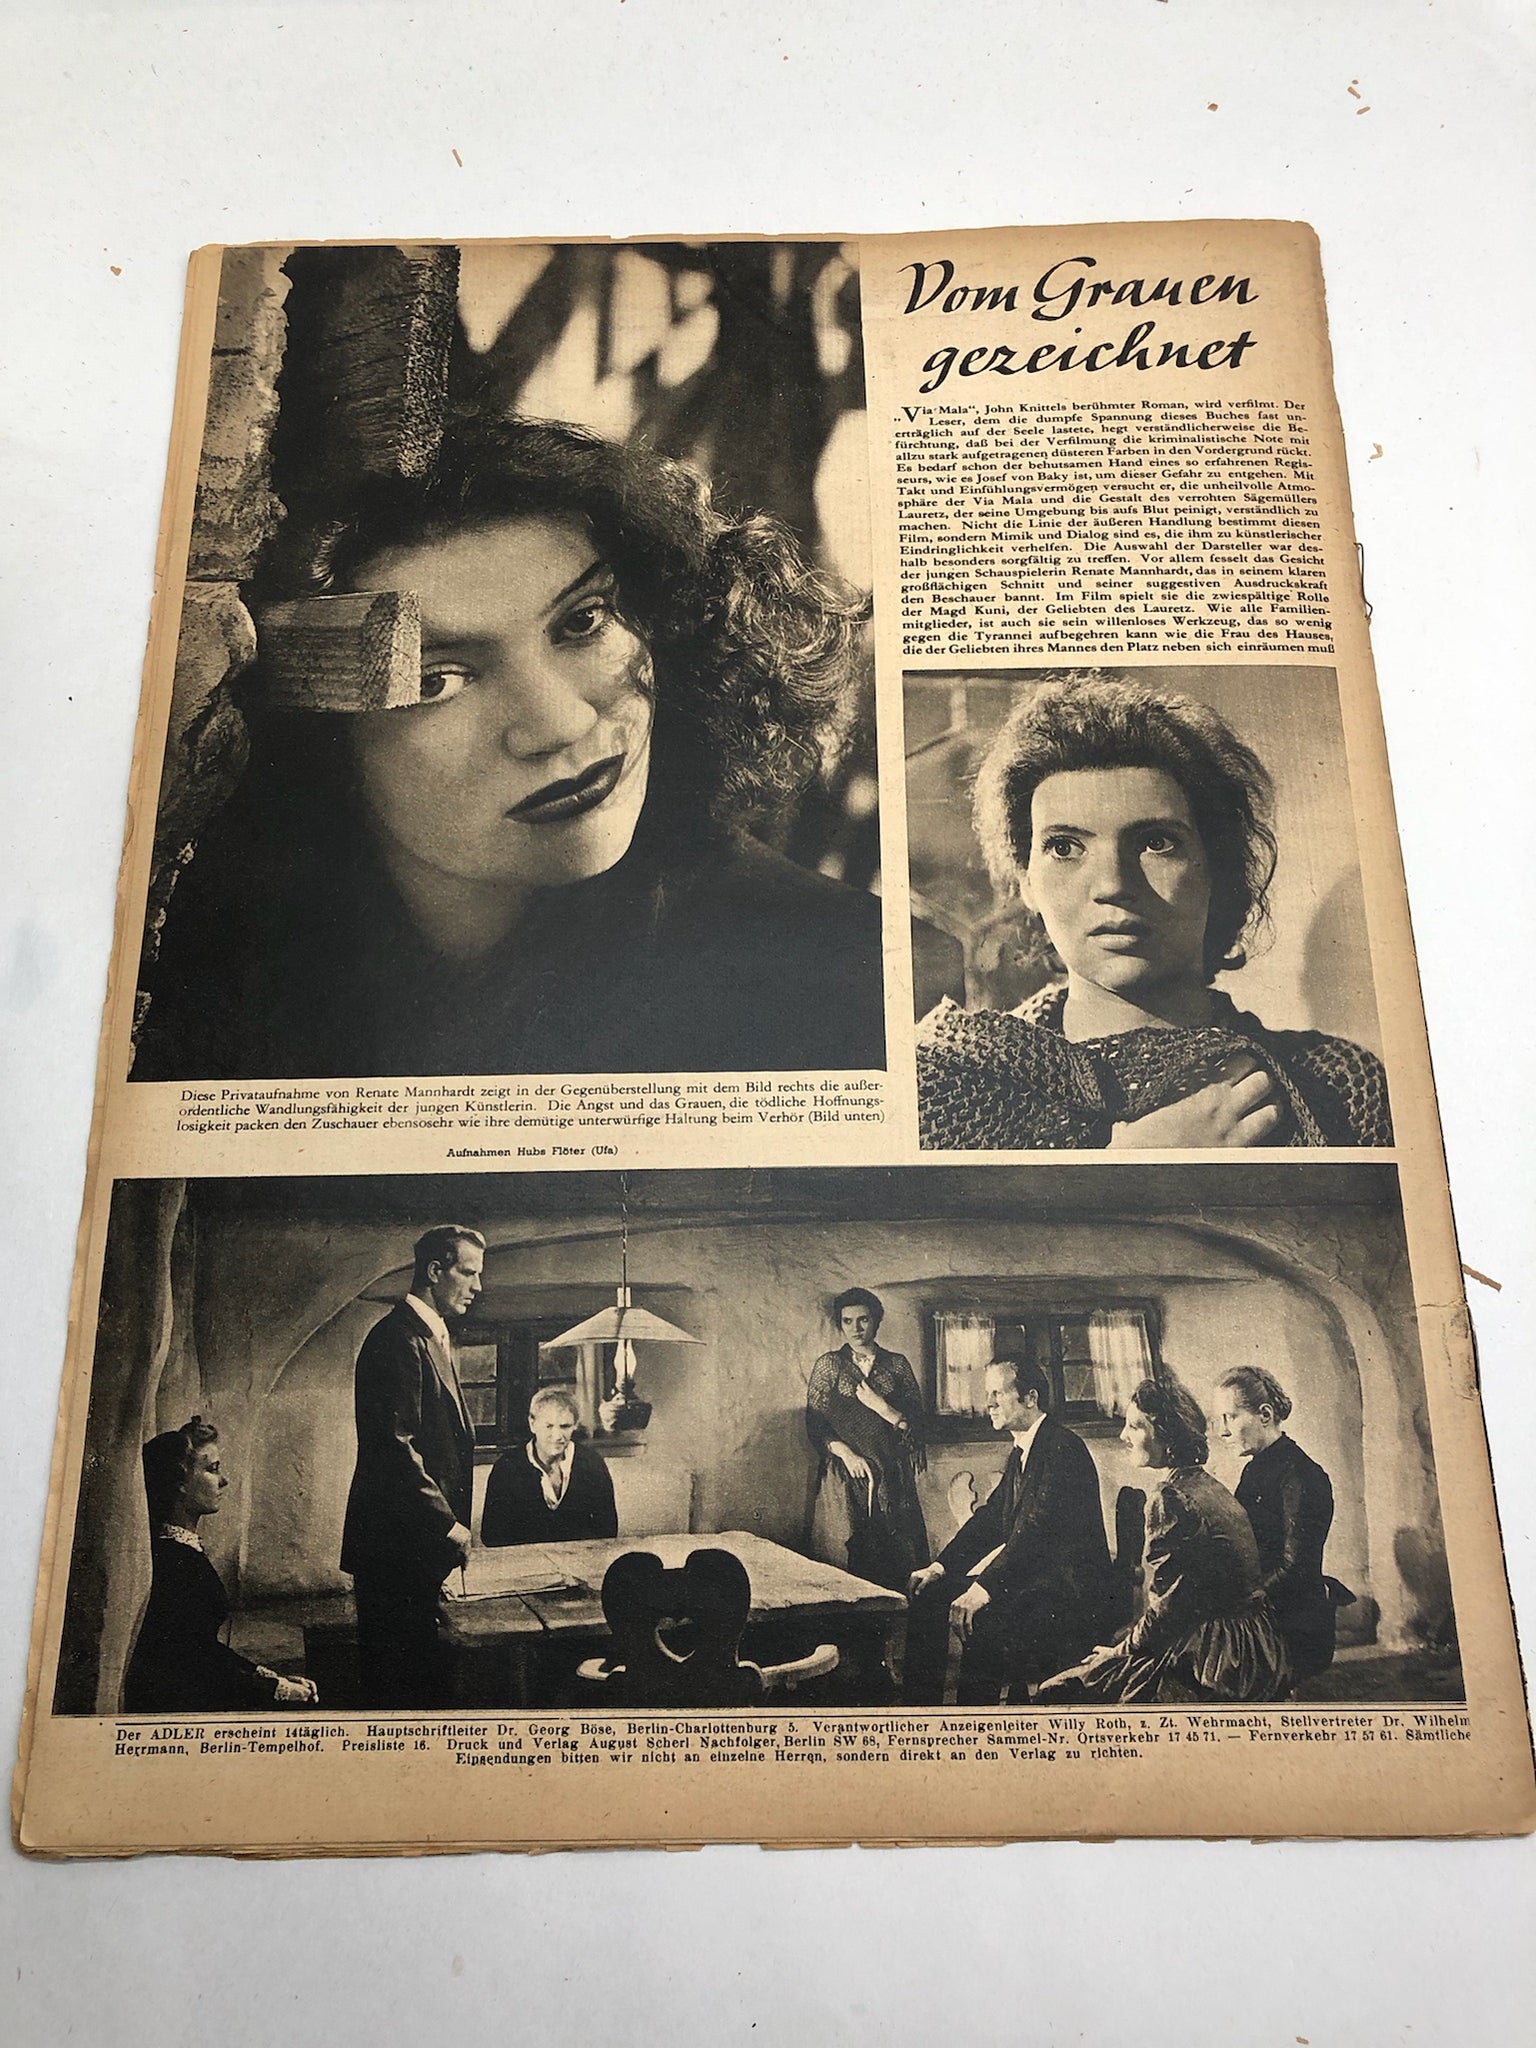 Vom Grauen
gezeichnet
„Via Mala“, John Knittels berühmter Roman, wird verfilmt. Der
Leser, dem die dumpfe Spannung dieses Buches fast un-
erträglich auf der Seele lastete, hegt verständlicherweise die Be-
fürchtung, daß bei der Verfilmung die kriminalistische Note mit
allzu stark aufgetragenen düsteren Farben in den Vordergrund rückt.
Es bedarf schon der behutsamen Hand eines so erfahrenen Regis-
seurs, wie es Josef von Baky ist, um dieser Gefahr zu entgehen. Mit
Takt und Einfühlungsvermögen versucht er, die unheilvolle Atmo-
sphäre der Via Mala und die Gestalt des verrohten Sägemüllers
Lauretz, der seine Umgebung bis aufs Blut peinigt, verständlich zu
machen. Nicht die Linie der äußeren Handlung bestimmt diesen
Film, sondern Mimik und Dialog sind es, die ihm zu künstlerischer
Eindringlichkeit verhelfen. Die Auswahl der Darsteller war des-
halb besonders sorgfältig zu treffen. Vor allem fesselt das Gesicht
der jungen Schauspielerin Renate Mannhardt, das in seinem klaren
großflächigen Schnitt und seiner suggestiven Ausdruckskraft
den Beschauer bannt. Im Film spielt sie die zwiespältige Rolle
der Magd Kuni, der Geliebten des Lauretz. Wie alle Familien-
mitglieder, ist auch sie sein willenloses Werkzeug, das so wenig
gegen die Tyrannei aufbegehren kann wie die Frau des Hauses,
die der Geliebten ihres Mannes den Platz neben sich einräumen muß
Diese Privataufnahme von Renate Mannhardt zeigt in der Gegenüberstellung mit dem Bild rechts die außer-
ordentliche Wandlungsfähigkeit der jungen Künstlerin. Die Angst und das Grauen, die tödliche Hoffnungs-
losigkeit packen den Zuschauer ebensosehr wie ihre demütige unterwürfige Haltung beim Verhör (Bild unten)
Aufnahmen Hubs Flöter (Ufa)
Der ADLER erscheint 14täglich. Hauptschriftleiter Dr. Georg Böse, Berlin-Charlottenburg 5. Verantwortlicher Anzeigenleiter Willy Roth, z. Zt. Wehrmacht, Stellvertreter Dr. Wilhelm
Herrmann, Berlin-Tempelhof. Preisliste 16. Druck und Verlag August Scherl Nachfolger, Berlin SW 68, Fernsprecher Sammel-Nr. Ortsverkehr 17 45 71. — Fernverkehr 17 57 61. Sämtliche
Einsendungen bitten wir nicht an einzelne Herren, sondern direkt an den Verlag zu richten.